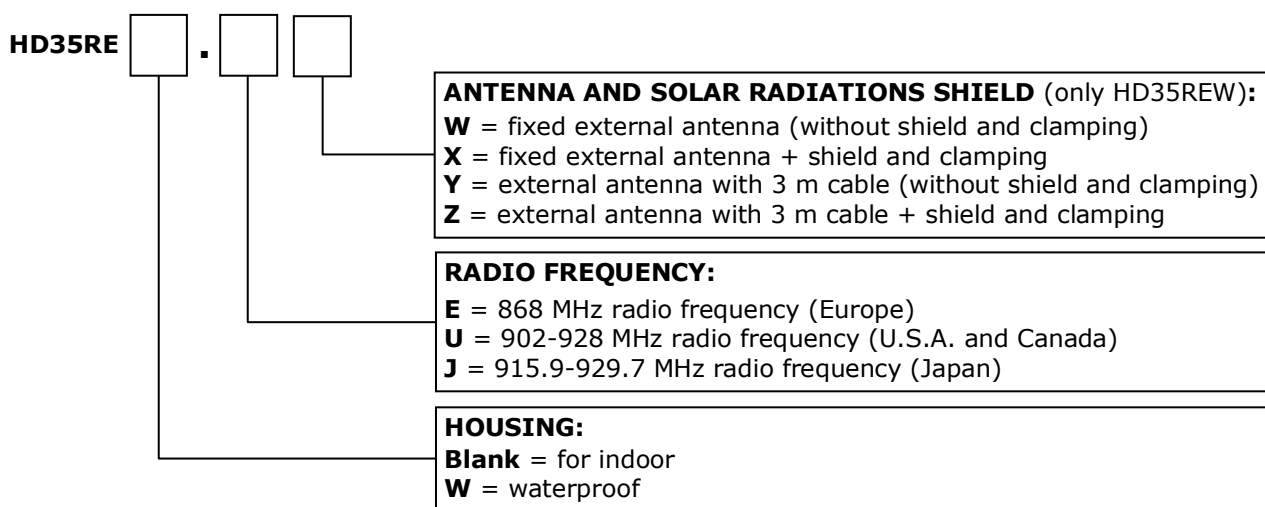 HD35RE .
ANTENNA AND SOLAR RADIATIONS SHIELD (only HD35REW):
W = fixed external antenna (without shield and clamping)
X = fixed external antenna + shield and clamping
Y = external antenna with 3 m cable (without shield and clamping)
Z = external antenna with 3 m cable + shield and clamping
RADIO FREQUENCY:
E = 868 MHz radio frequency (Europe)
U = 902-928 MHz radio frequency (U.S.A. and Canada)
J = 915.9-929.7 MHz radio frequency (Japan)
HOUSING:
Blank = for indoor
W = waterproof